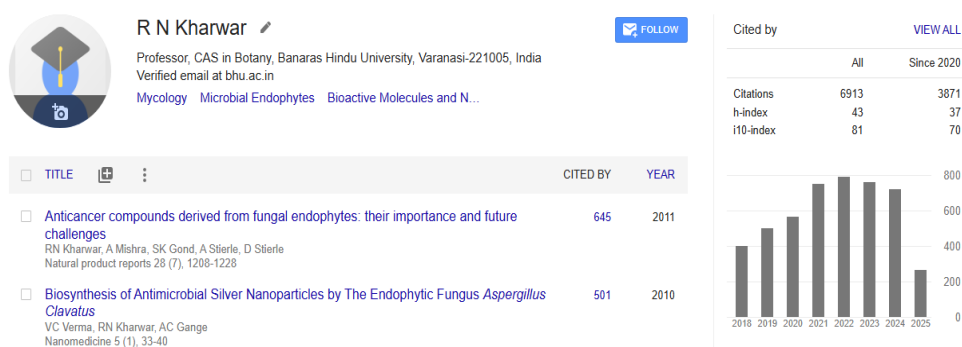 R N Kharwar
FOLLOW
Professor, CAS in Botany, Banaras Hindu University, Varanasi-221005, India
Verified email at bhu.ac.in
Mycology Microbial Endophytes Bioactive Molecules and N...
TITLE CITED BY YEAR
Anticancer compounds derived from fungal endophytes: their importance and future
challenges
645 2011
RN Kharwar, A Mishra, SK Gond, A Stierle, D Stierle
Natural product reports 28 (7), 1208-1228
Biosynthesis of Antimicrobial Silver Nanoparticles by The Endophytic Fungus Aspergillus
Clavatus
501 2010
VC Verma, RN Kharwar, AC Gange
Nanomedicine 5 (1), 33-40
Cited by VIEW ALL
All Since 2020
Citations 6913 3871
h-index 43 37
i10-index 81 70
800
600
400
200
0
2018 2019 2020 2021 2022 2023 2024 2025